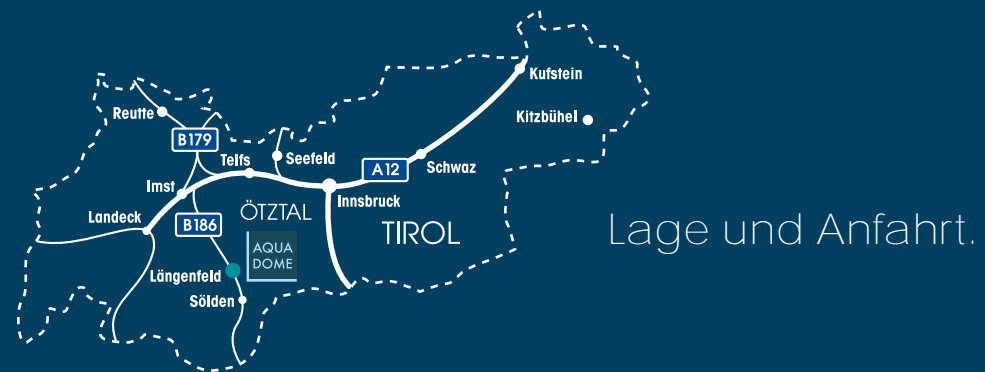 Kufstein
Reutte
Kitzbühel
B179
Telfs
Seefeld
A12
Schwaz
Imst
Innsbruck
Landeck
B186
ÖTZTAL
TIROL
Lage und Anfahrt.
AQUA
DOME
Längenfeld
Sölden